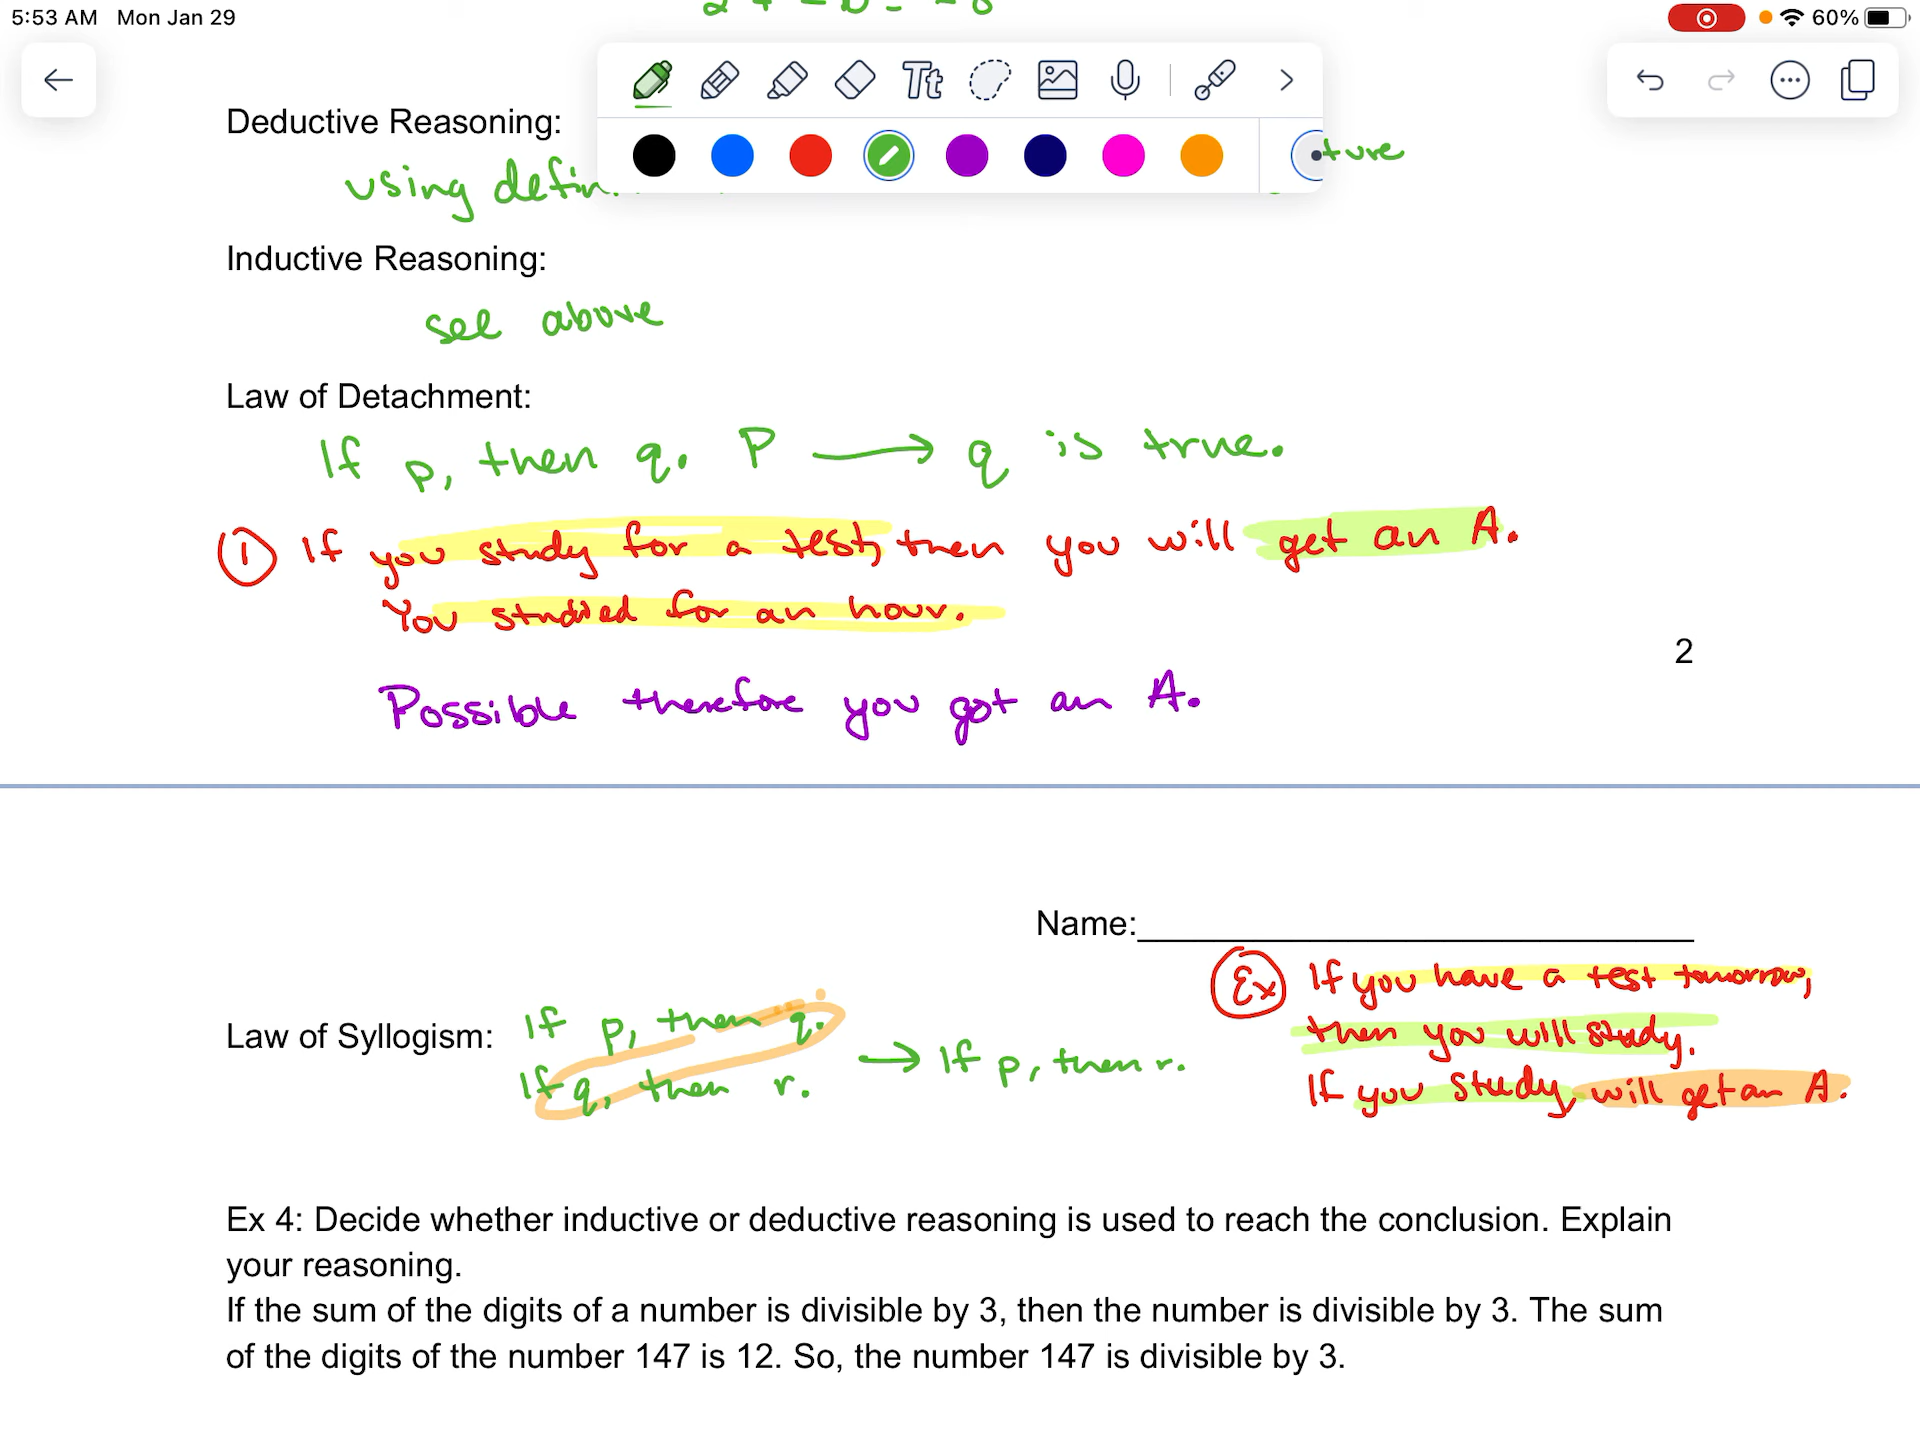 5:53 AM Mon Jan 29
60%
Tt
Deductive Reasoning:
using
Inductive Reasoning:
see above
Law of Detachment:
If p, then q. P → q is true.
① If you study for a test, then you will get an A.
You studied for an hour.
2
Possible therefore you got an A.
Name:
Ex If you have a test tomorrow,
then you will study.
If you study, will get an A.
Law of Syllogism: If p, then q.
If q, then r. → If p, then r.
Ex 4: Decide whether inductive or deductive reasoning is used to reach the conclusion. Explain
your reasoning.
If the sum of the digits of a number is divisible by 3, then the number is divisible by 3. The sum
of the digits of the number 147 is 12. So, the number 147 is divisible by 3.